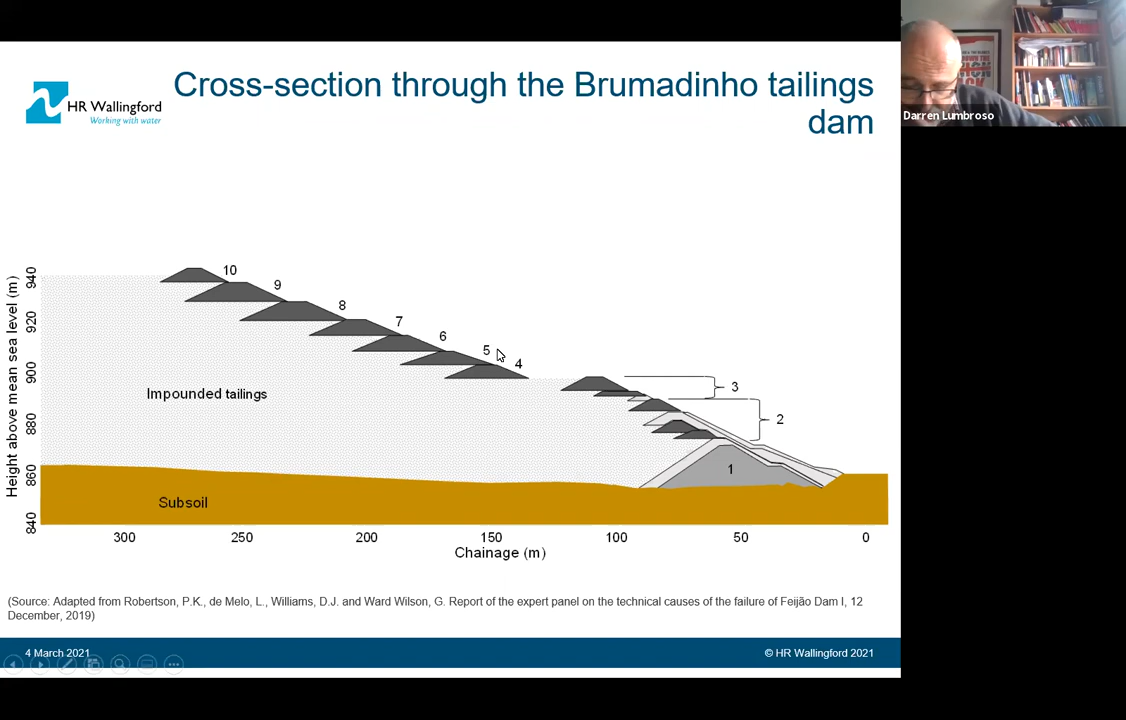 Cross-section through the Brumadinho tailings
dam
HR Wallingford
Working with water
Darren Lumbroso
10
9
8
7
6
5
4
3
2
1
Height above mean sea level (m)
940
920
900
880
860
840
Impounded tailings
Subsoil
300 250 200 150 100 50 0
Chainage (m)
(Source: Adapted from Robertson, P.K., de Melo, L., Williams, D.J. and Ward Wilson, G. Report of the expert panel on the technical causes of the failure of Feijão Dam I, 12
December, 2019)
4 March 2021
© HR Wallingford 2021